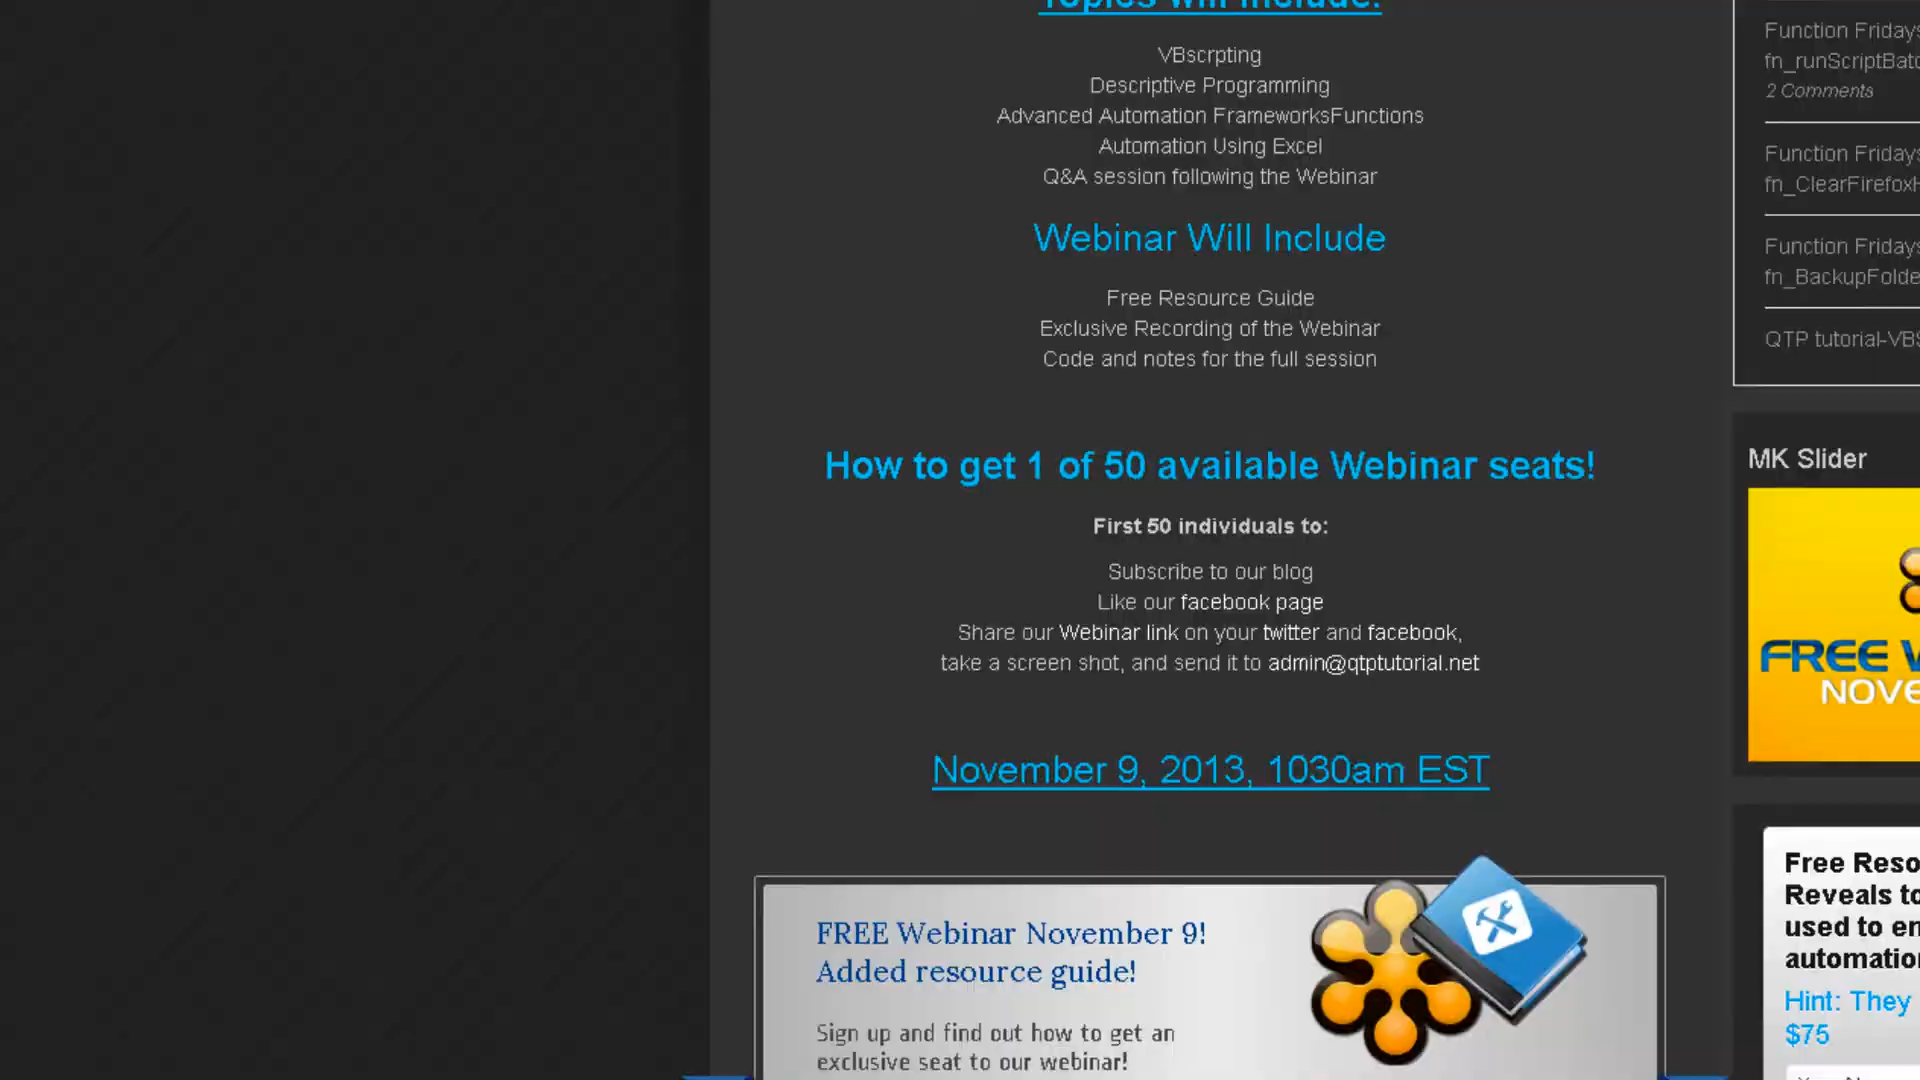 Topics will include:
VBscrpting
Descriptive Programming
Advanced Automation FrameworksFunctions
Automation Using Excel
Q&A session following the Webinar
Webinar Will Include
Free Resource Guide
Exclusive Recording of the Webinar
Code and notes for the full session
How to get 1 of 50 available Webinar seats!
First 50 individuals to:
Subscribe to our blog
Like our facebook page
Share our Webinar link on your twitter and facebook,
take a screen shot, and send it to admin@qtptutorial.net
November 9, 2013, 1030am EST
FREE Webinar November 9!
Added resource guide!
Sign up and find out how to get an
exclusive seat to our webinar!
Function Fridays
fn_runScriptBatc
2 Comments
Function Fridays
fn_ClearFirefoxH
Function Fridays
fn_BackupFolde
QTP tutorial-VBS
MK Slider
FREE W
NOVE
Free Reso
Reveals to
used to en
automation
Hint: They
$75